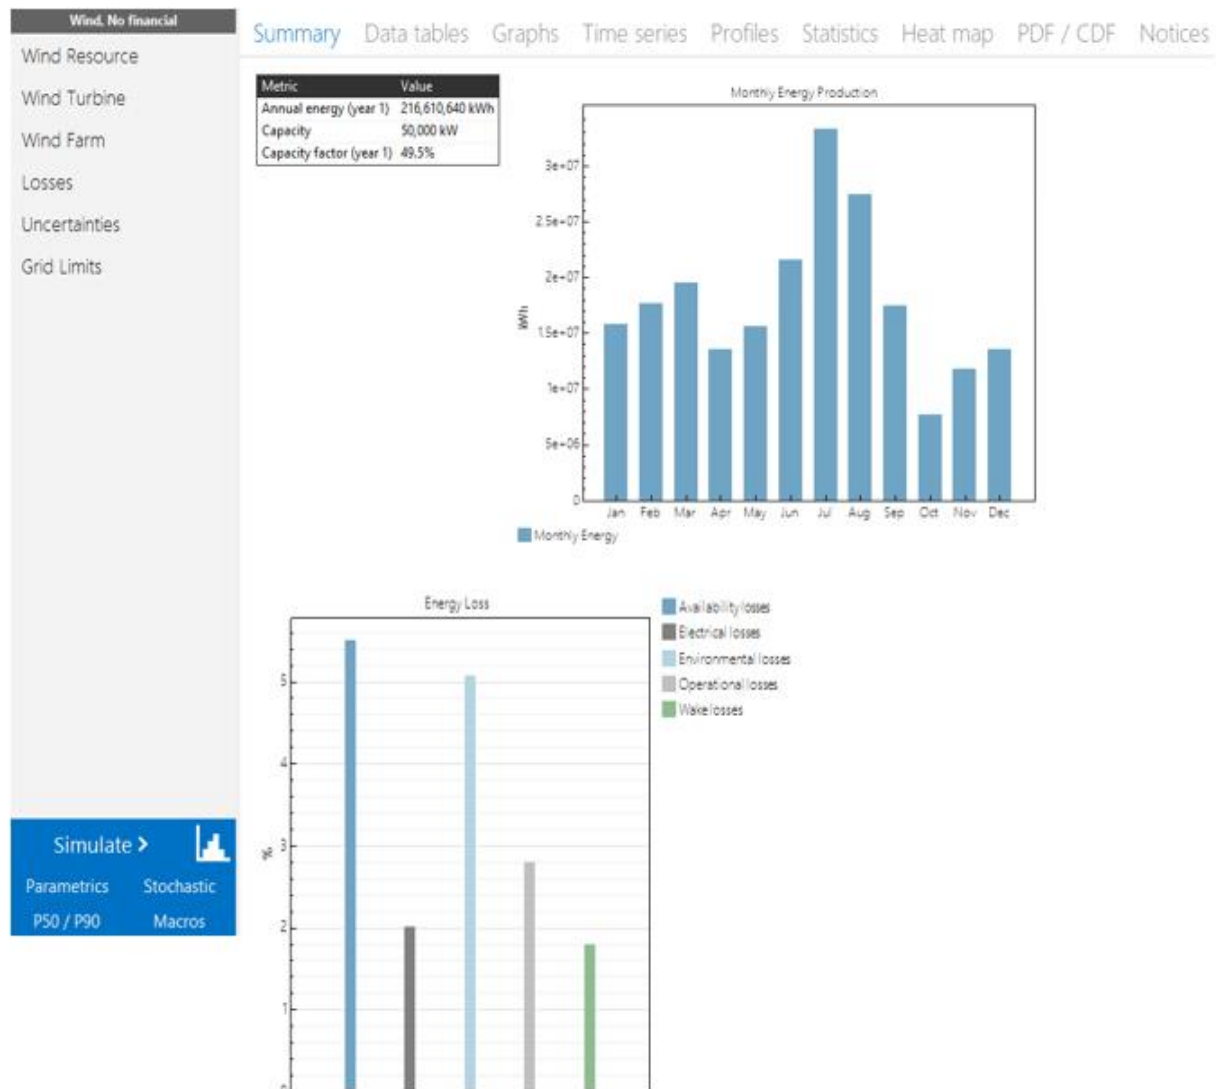 Wind, No financial
Wind Resource
Wind Turbine
Wind Farm
Losses
Uncertainties
Grid Limits
Simulate >
Parametrics Stochastic
P50 / P90 Macros
Summary Data tables Graphs Time series Profiles Statistics Heat map PDF / CDF Notices
Metric Value
Annual energy (year 1) 216,610,640 kWh
Capacity 50,000 kW
Capacity factor (year 1) 49.5%
Monthly Energy Production
3e+07
2.5e+07
2e+07
1.5e+07
1e+07
5e+06
0
kWh
Jan Feb Mar Apr May Jun Jul Aug Sep Oct Nov Dec
Monthly Energy
Energy Loss
5
4
3
2
1
0
%
Availability losses
Electrical losses
Environmental losses
Operational losses
Wake losses